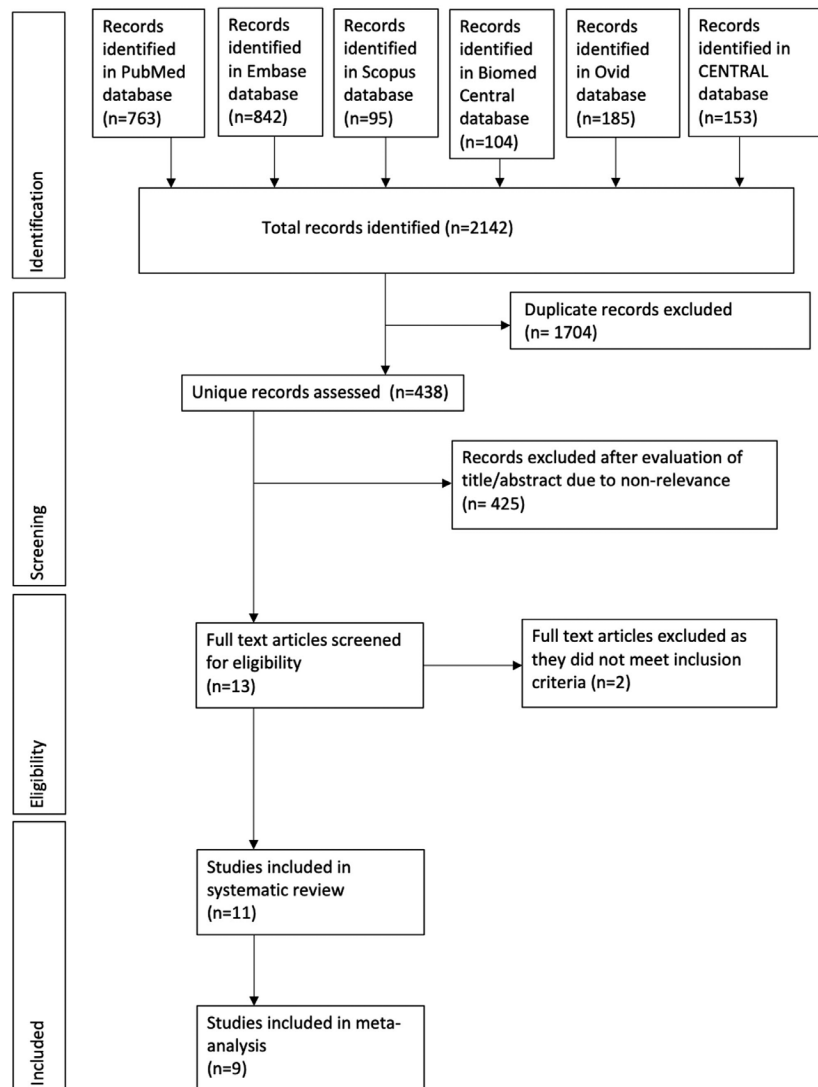 Records
identified
in PubMed
database
(n=763)
Records
identified
in Embase
database
(n=842)
Records
identified
in Scopus
database
(n=95)
Records
identified
in Biomed
Central
database
(n=104)
Records
identified
in Ovid
database
(n=185)
Records
identified in
CENTRAL
database
(n=153)
Identification
Total records identified (n=2142)
Duplicate records excluded
(n= 1704)
Unique records assessed (n=438)
Screening
Records excluded after evaluation of
title/abstract due to non-relevance
(n= 425)
Eligibility
Full text articles screened
for eligibility
(n=13)
Full text articles excluded as
they did not meet inclusion
criteria (n=2)
Included
Studies included in
systematic review
(n=11)
Studies included in meta-
analysis
(n=9)